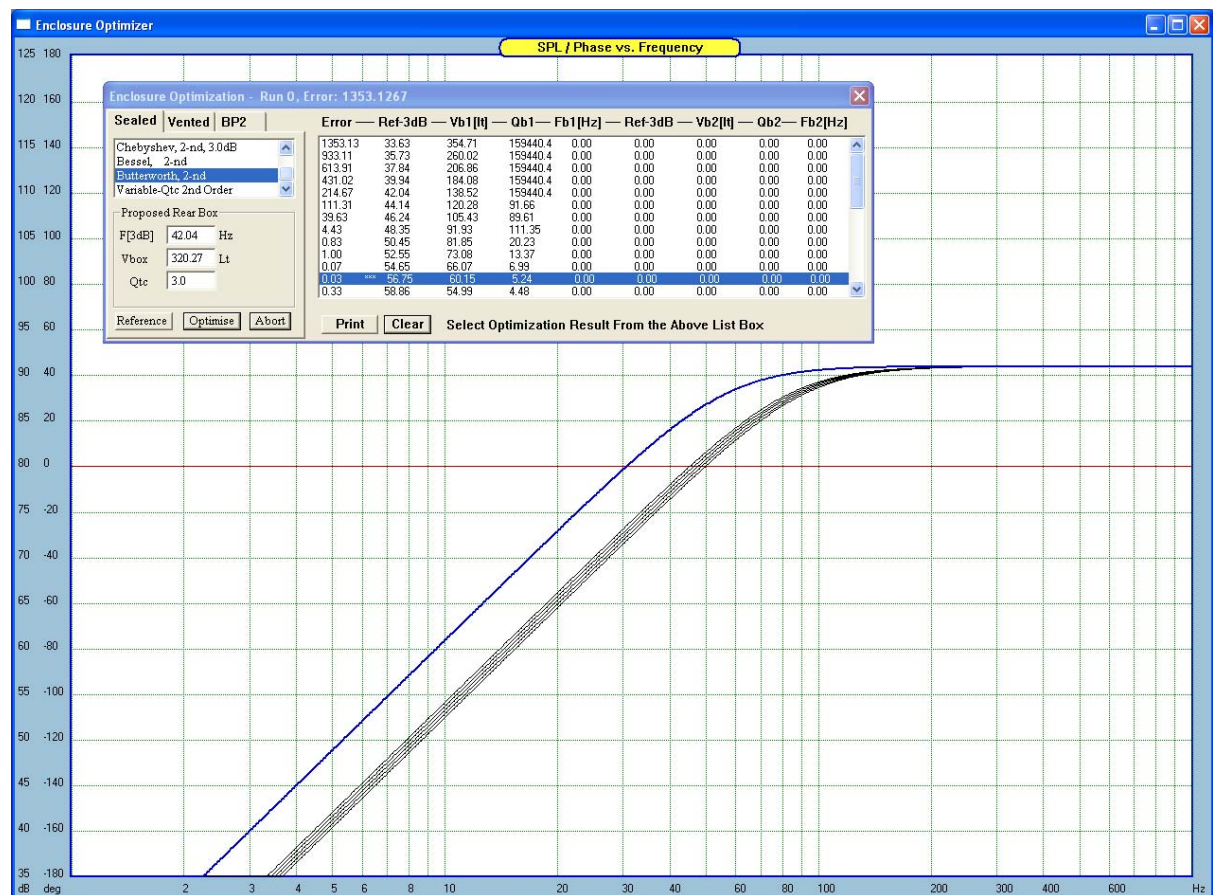 Enclosure Optimizer
SPL / Phase vs. Frequency
125 180
120 160
115 140
110 120
105 100
100 80
95 60
90 40
85 20
80 0
75 -20
70 -40
65 -60
60 -80
55 -100
50 -120
45 -140
40 -160
35 -180
dB deg
2 3 4 5 6 8 10 20 30 40 60 80 100 200 300 400 600 Hz
Enclosure Optimization - Run 0, Error: 1353.1267
Sealed Vented BP2
Chebyshev, 2-nd, 3.0dB
Bessel, 2-nd
Butterworth, 2-nd
Variable-Qtc 2nd Order
Proposed Rear Box
F[3dB] 42.04 Hz
Vbox 320.27 Lt
Qtc 3.0
Reference Optimise Abort
Error — Ref-3dB — Vb1[lt] — Qb1— Fb1[Hz] — Ref-3dB — Vb2[lt] — Qb2— Fb2[Hz]
1353.13 33.63 354.71 159440.4 0.00 0.00 0.00 0.00 0.00
933.11 35.73 260.02 159440.4 0.00 0.00 0.00 0.00 0.00
613.91 37.84 206.86 159440.4 0.00 0.00 0.00 0.00 0.00
431.02 39.94 184.08 159440.4 0.00 0.00 0.00 0.00 0.00
214.67 42.04 138.52 159440.4 0.00 0.00 0.00 0.00 0.00
111.31 44.14 120.28 91.66 0.00 0.00 0.00 0.00 0.00
39.63 46.24 105.43 89.61 0.00 0.00 0.00 0.00 0.00
4.43 48.35 91.93 111.35 0.00 0.00 0.00 0.00 0.00
0.83 50.45 81.85 20.23 0.00 0.00 0.00 0.00 0.00
1.00 52.55 73.08 13.37 0.00 0.00 0.00 0.00 0.00
0.07 54.65 66.07 6.99 0.00 0.00 0.00 0.00 0.00
0.03 *** 56.75 60.15 5.24 0.00 0.00 0.00 0.00 0.00
0.33 58.86 54.99 4.48 0.00 0.00 0.00 0.00 0.00
Print Clear Select Optimization Result From the Above List Box